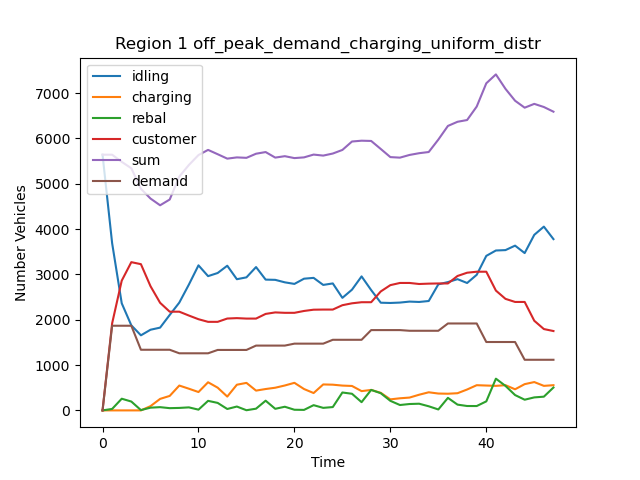 Region 1 off_peak_demand_charging_uniform_distr
idling
charging
rebal
customer
sum
demand
7000
6000
5000
4000
3000
2000
1000
0
Number Vehicles
0 10 20 30 40
Time